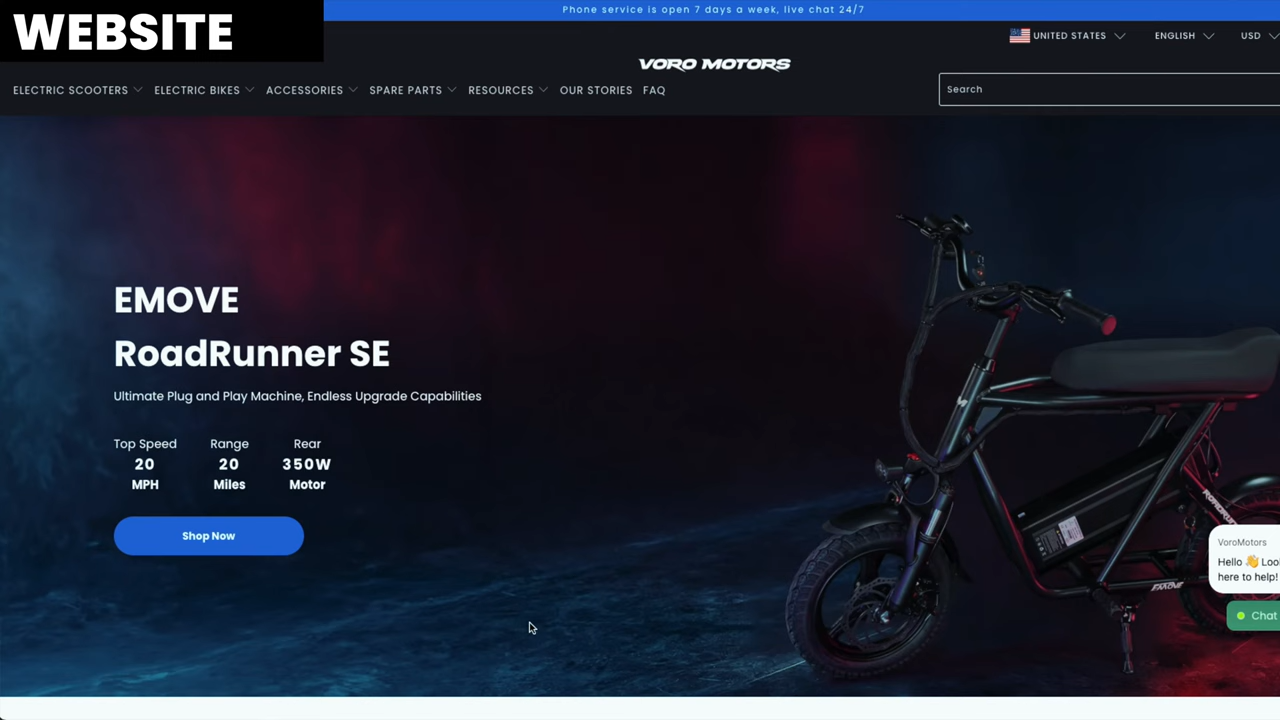 WEBSITE
Phone service is open 7 days a week, live chat 24/7
UNITED STATES ENGLISH USD
VORO MOTORS
ELECTRIC SCOOTERS ELECTRIC BIKES ACCESSORIES SPARE PARTS RESOURCES OUR STORIES FAQ
Search
EMOVE
RoadRunner SE
Ultimate Plug and Play Machine, Endless Upgrade Capabilities
Top Speed Range Rear
20 20 350W
MPH Miles Motor
Shop Now
EMOVE
VoroMotors
Hello 👋 Loo
here to help!
Chat